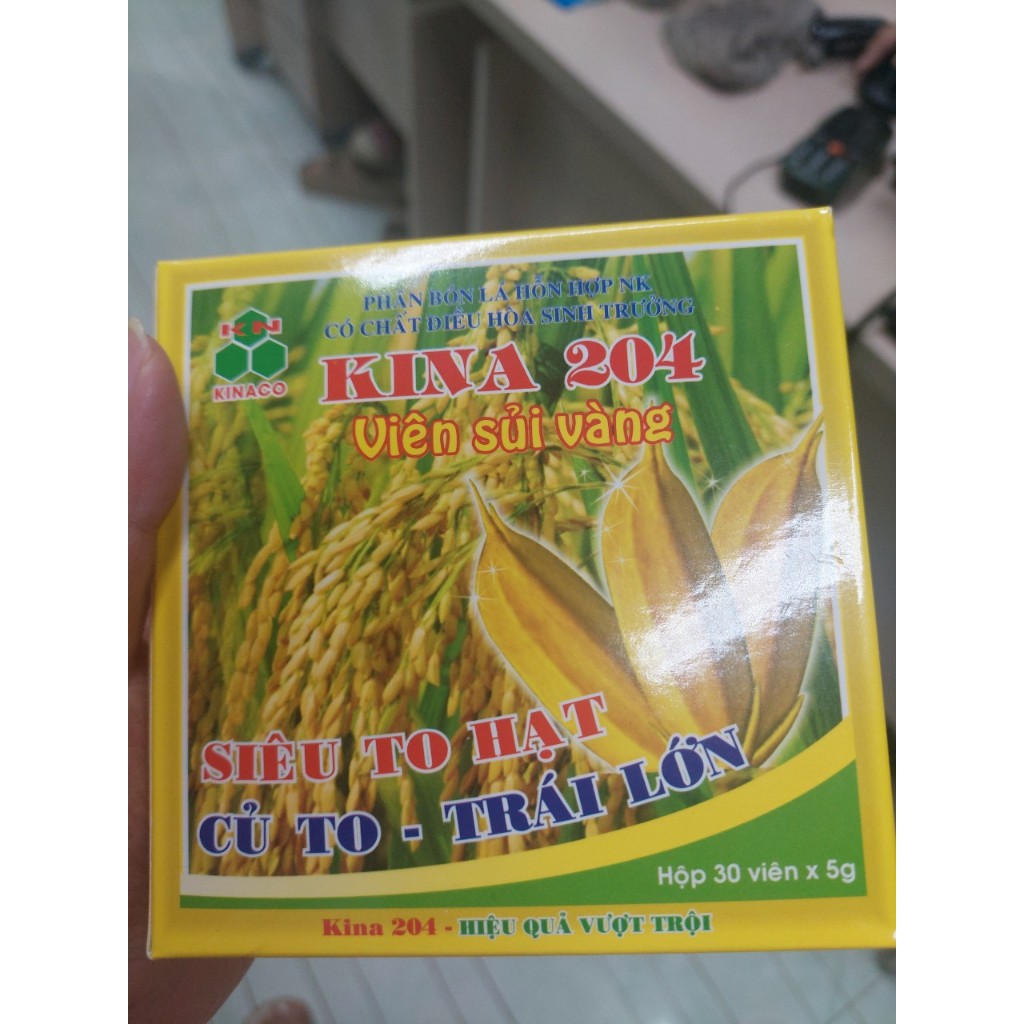 PHÂN BÓN LÁ HỖN HỢP NK
CÓ CHẤT ĐIỀU HÒA SINH TRƯỞNG
KN
KINACO
KINA 204
Viên sủi vàng
SIÊU TO HẠT
CỦ TO - TRÁI LỚN
Hộp 30 viên x 5g
Kina 204 - HIỆU QUẢ VƯỢT TRỘI